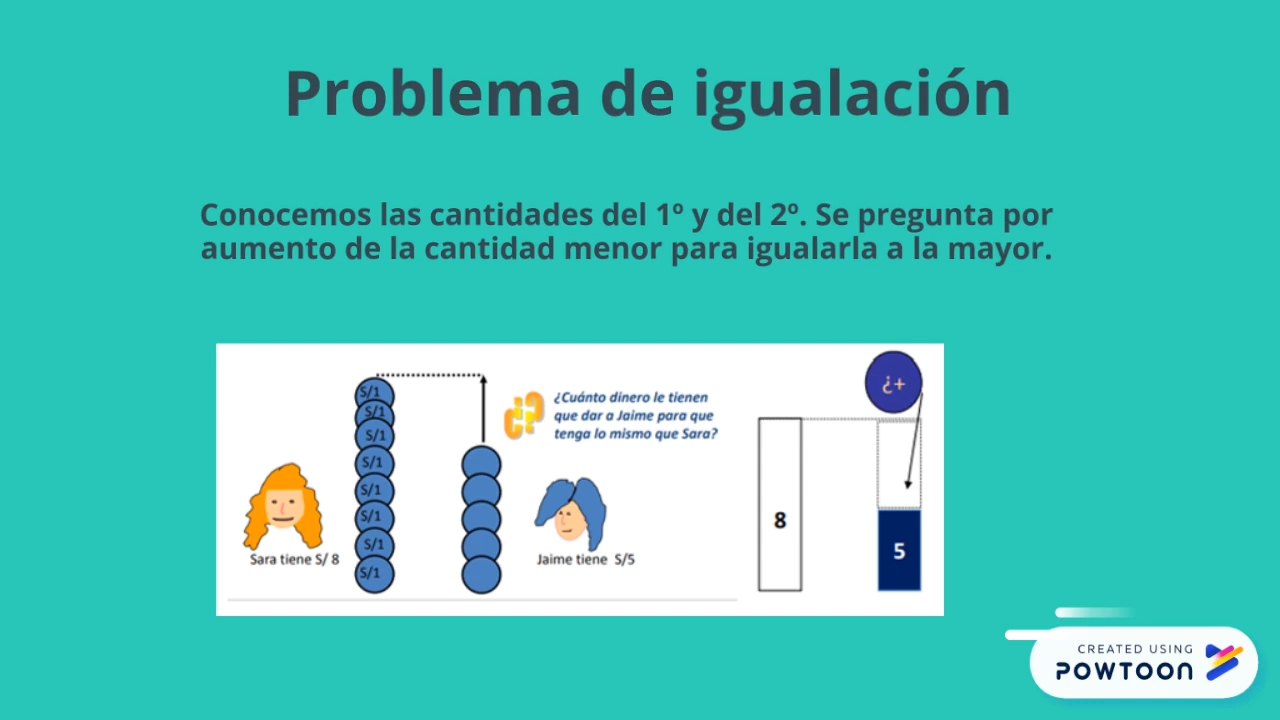 Problema de igualación
Conocemos las cantidades del 1º y del 2º. Se pregunta por
aumento de la cantidad menor para igualarla a la mayor.
S/1
S/1
S/1
S/1
S/1
S/1
S/1
S/1
¿?
¿Cuánto dinero le tienen
que dar a Jaime para que
tenga lo mismo que Sara?
Sara tiene S/ 8
Jaime tiene S/5
¿+
8
5
CREATED USING
POWTOON